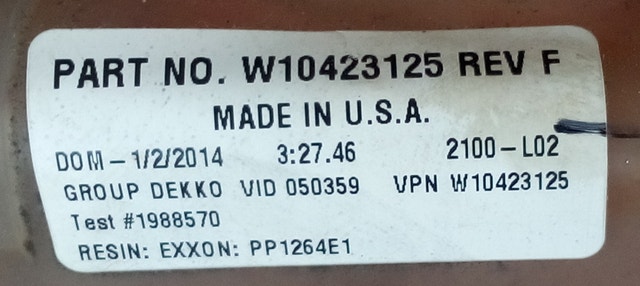 PART NO. W10423125 REV F
MADE IN U.S.A.
DOM - 1/2/2014 3:27.46 2100-L02
GROUP DEKKO VID 050359 VPN W10423125
Test #1988570
RESIN: EXXON: PP1264E1